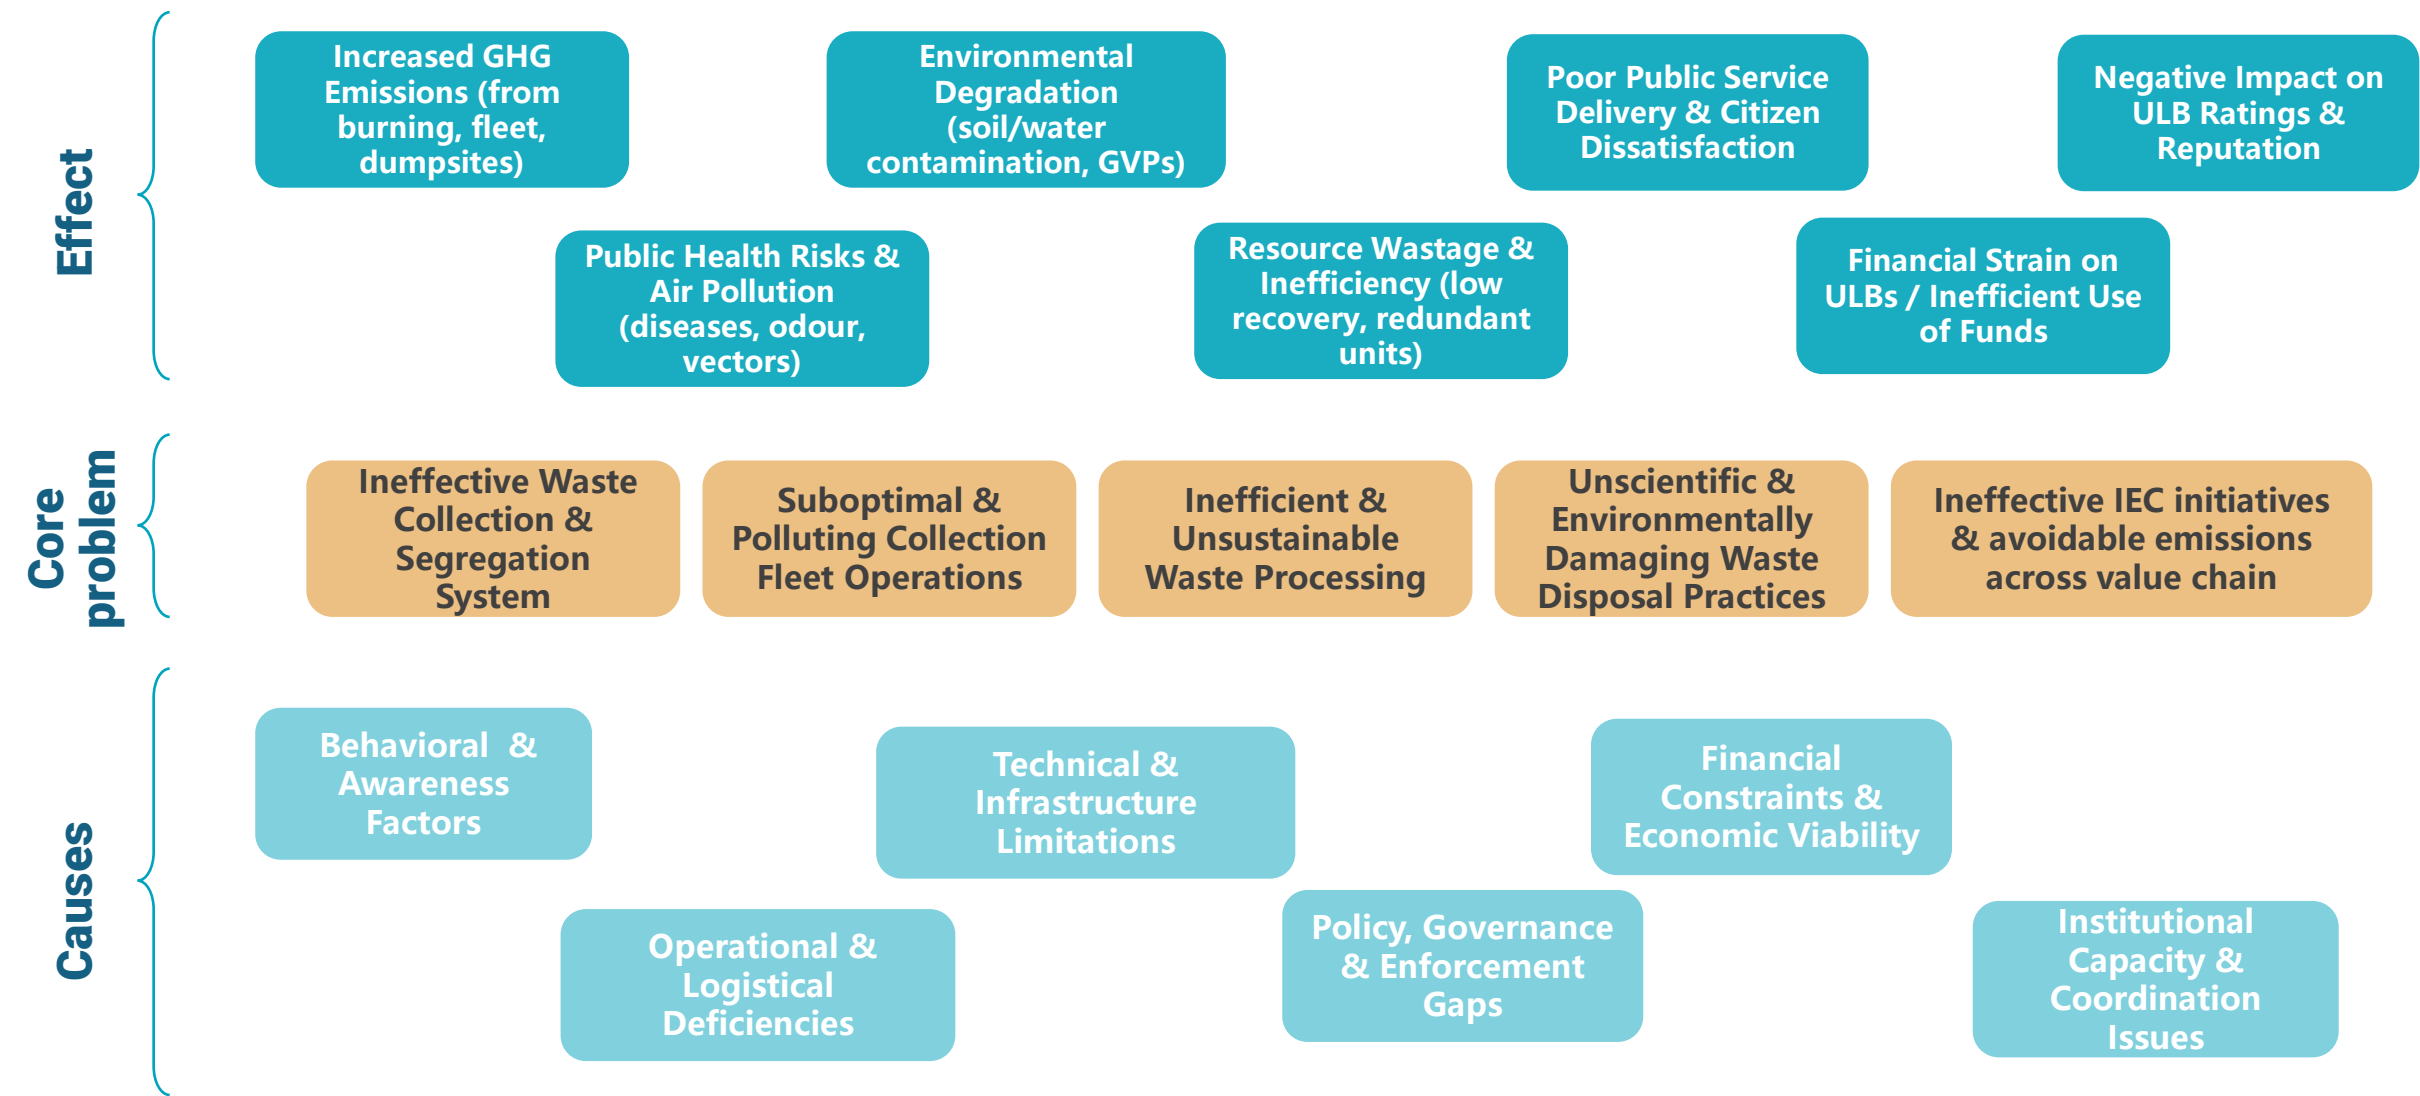 Effect
Increased GHG
Emissions (from
burning, fleet,
dumpsites)
Environmental
Degradation
(soil/water
contamination, GVPs)
Poor Public Service
Delivery & Citizen
Dissatisfaction
Negative Impact on
ULB Ratings &
Reputation
Public Health Risks &
Air Pollution
(diseases, odour,
vectors)
Resource Wastage &
Inefficiency (low
recovery, redundant
units)
Financial Strain on
ULBs / Inefficient Use
of Funds
Core
problem
Ineffective Waste
Collection &
Segregation
System
Suboptimal &
Polluting Collection
Fleet Operations
Inefficient &
Unsustainable
Waste Processing
Unscientific &
Environmentally
Damaging Waste
Disposal Practices
Ineffective IEC initiatives
& avoidable emissions
across value chain
Causes
Behavioral &
Awareness
Factors
Technical &
Infrastructure
Limitations
Financial
Constraints &
Economic Viability
Operational &
Logistical
Deficiencies
Policy, Governance
& Enforcement
Gaps
Institutional
Capacity &
Coordination
Issues